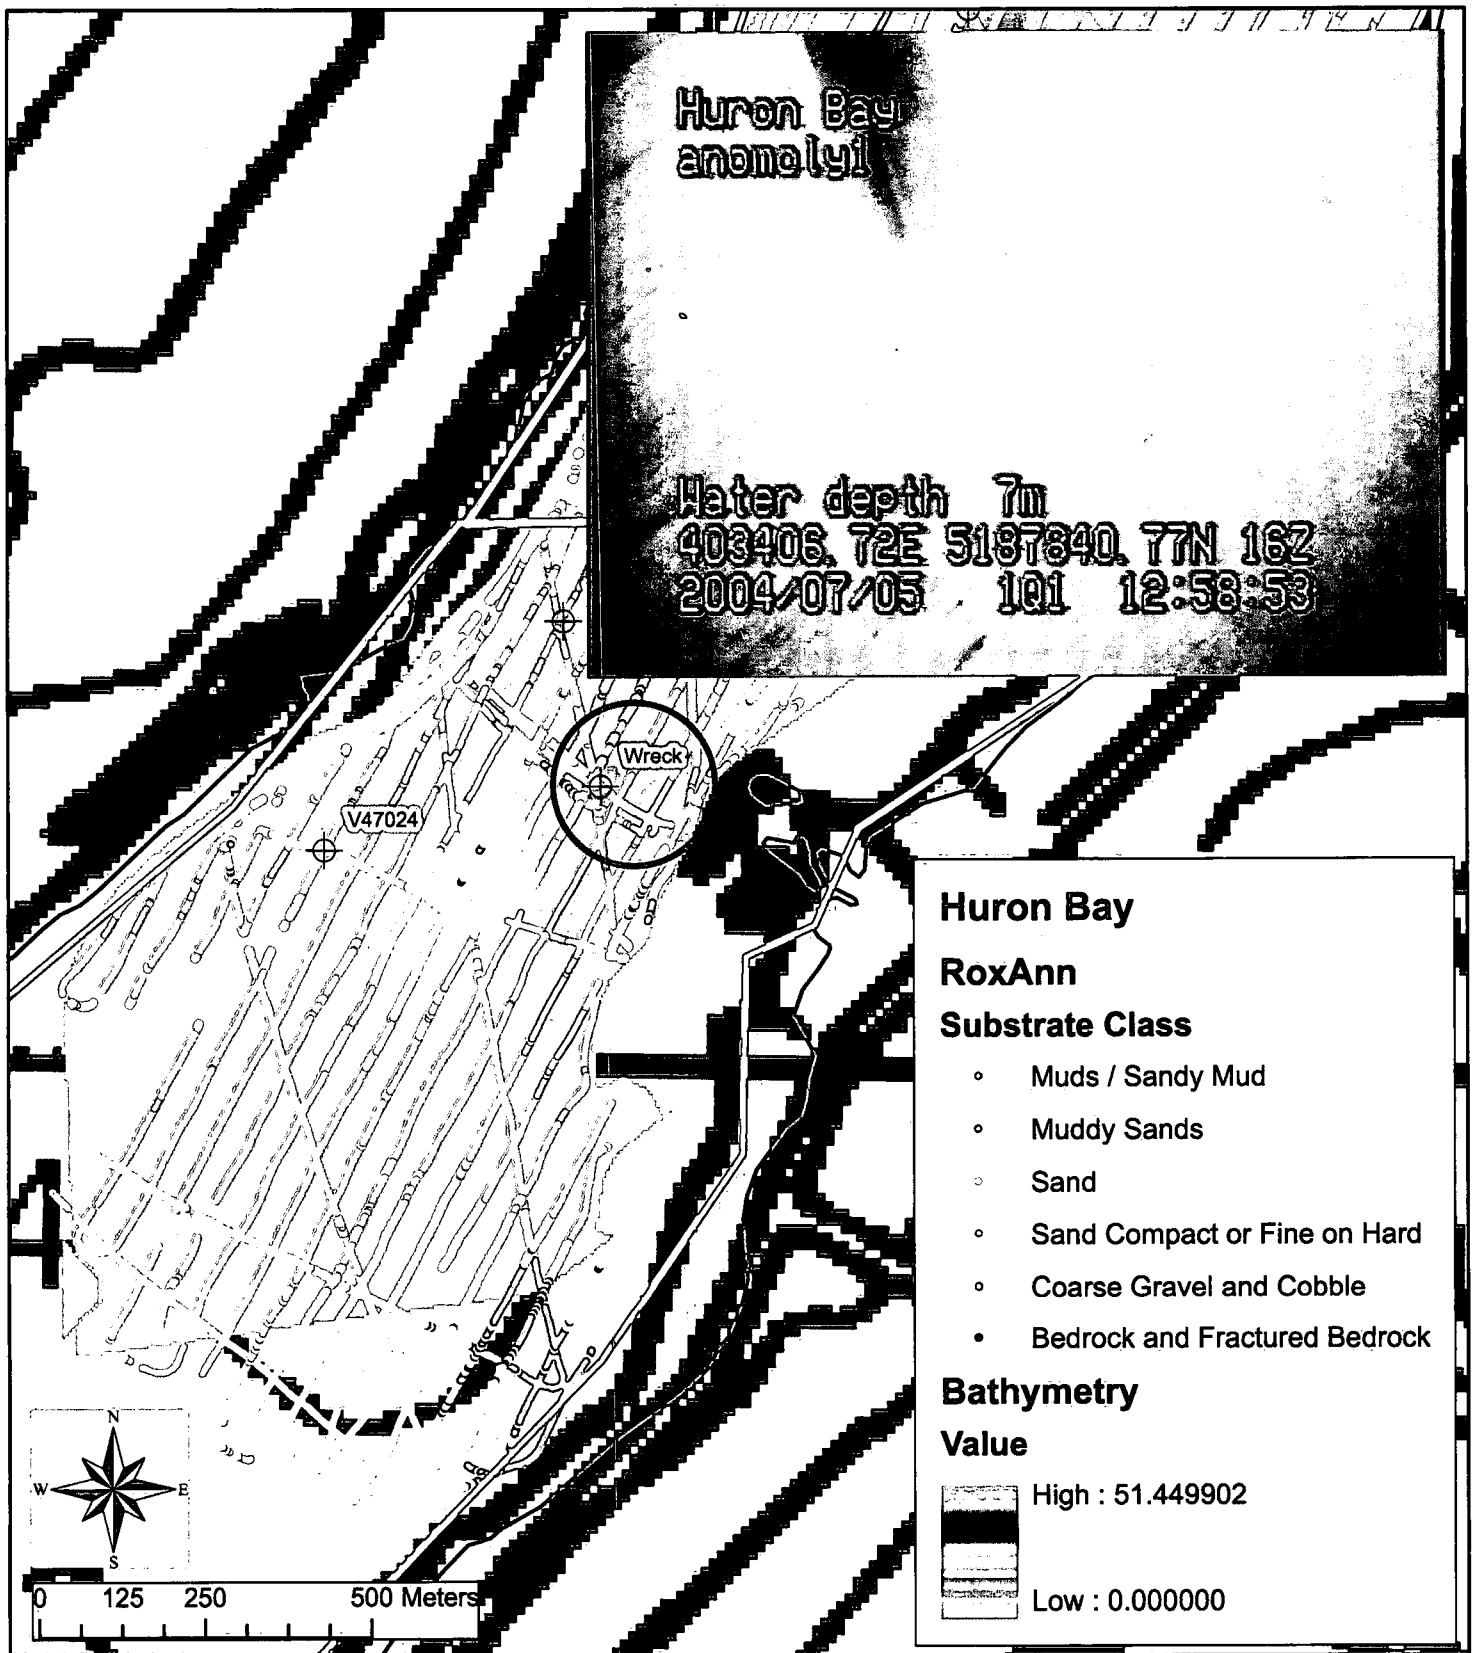 Huron Bay
anomoly1
Water depth 7m
403406.72E 5187840.77N 16Z
2004/07/05 1Q1 12:58:53
Wreck
V47024
Huron Bay
RoxAnn
Substrate Class
Muds / Sandy Mud
Muddy Sands
Sand
Sand Compact or Fine on Hard
Coarse Gravel and Cobble
Bedrock and Fractured Bedrock
Bathymetry
Value
High : 51.449902
Low : 0.000000
N
W E
S
0 125 250 500 Meters